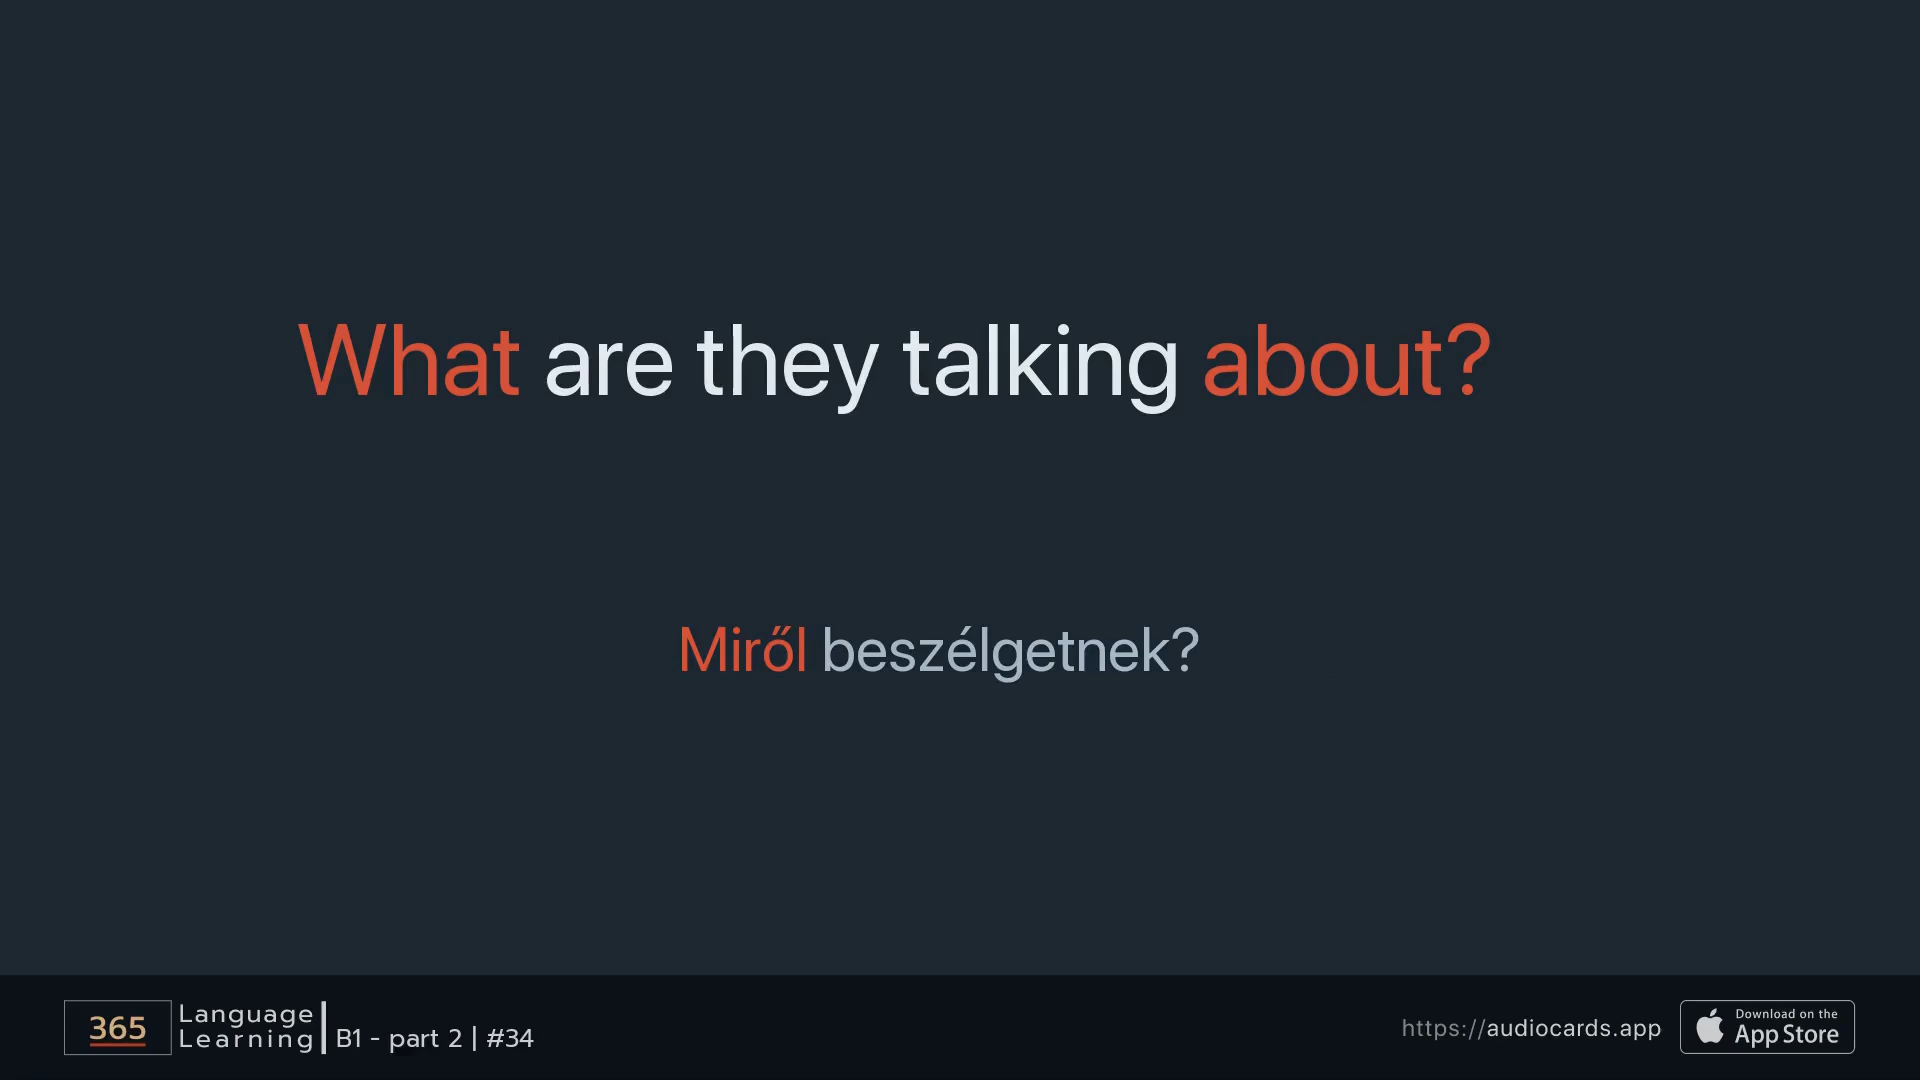 What are they talking about?
Miről beszélgetnek?
365
Language
Learning
B1 - part 2 | #34
https://audiocards.app
Download on the
App Store